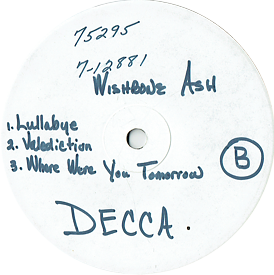 75295
7-12881
WISHBONE ASH
1. Lullabye
2. Valediction
3. Where Were You Tomorrow
B
DECCA.